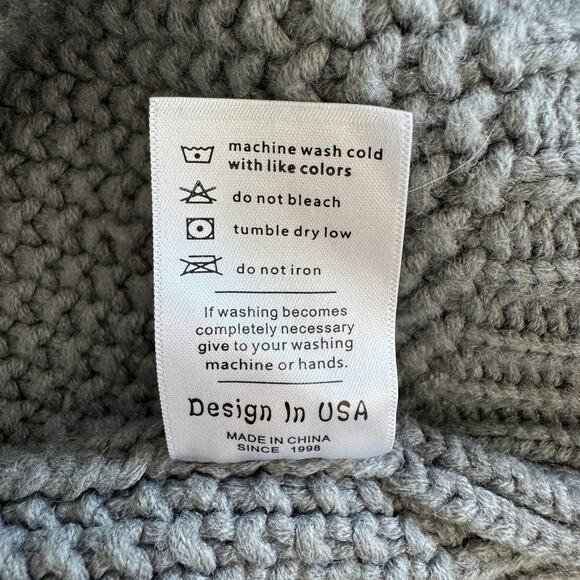 machine wash cold
with like colors
do not bleach
tumble dry low
do not iron
If washing becomes
completely necessary
give to your washing
machine or hands.
Design In USA
MADE IN CHINA
SINCE 1998